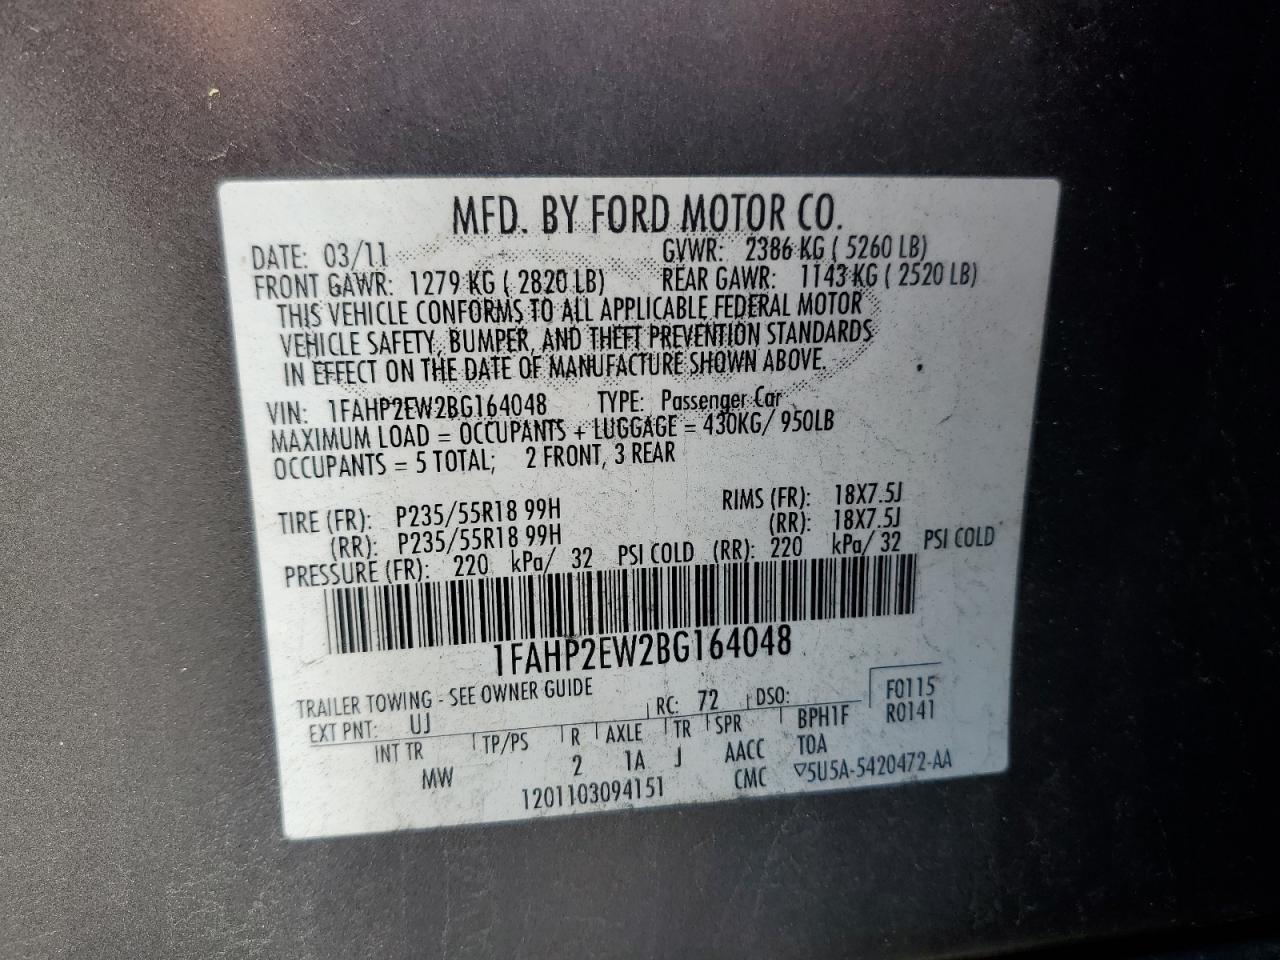 MFD. BY FORD MOTOR CO.
DATE: 03/11 GVWR: 2386 KG ( 5260 LB)
FRONT GAWR: 1279 KG ( 2820 LB) REAR GAWR: 1143 KG ( 2520 LB)
THIS VEHICLE CONFORMS TO ALL APPLICABLE FEDERAL MOTOR
VEHICLE SAFETY, BUMPER, AND THEFT PREVENTION STANDARDS
IN EFFECT ON THE DATE OF MANUFACTURE SHOWN ABOVE.
VIN: 1FAHP2EW2BG164048 TYPE: Passenger Car
MAXIMUM LOAD = OCCUPANTS + LUGGAGE = 430KG/ 950LB
OCCUPANTS = 5 TOTAL; 2 FRONT, 3 REAR
TIRE (FR): P235/55R18 99H RIMS (FR): 18X7.5J
(RR): P235/55R18 99H (RR): 18X7.5J
PRESSURE (FR): 220 kPa/ 32 PSI COLD (RR): 220 kPa/ 32 PSI COLD
1FAHP2EW2BG164048
TRAILER TOWING - SEE OWNER GUIDE
EXT PNT: UJ RC: 72 DSO: F0115
INT TR TP/PS R AXLE TR SPR BPH1F R0141
MW 2 1A J AACC TOA
1201103094151 CMC ▽5U5A-5420472-AA